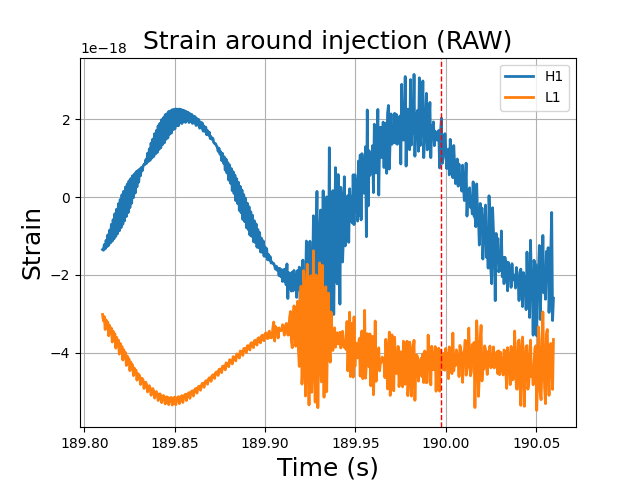 Strain around injection (RAW)
1e−18
H1
L1
2
0
−2
−4
Strain
189.80 189.85 189.90 189.95 190.00 190.05
Time (s)